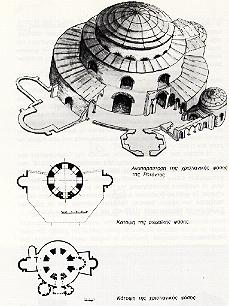 Αναπαράσταση της χριστιανικής φάσης
της Ροτόντας
Κάτοψη της ρωμαϊκής φάσης
Κάτοψη της χριστιανικής φάσης